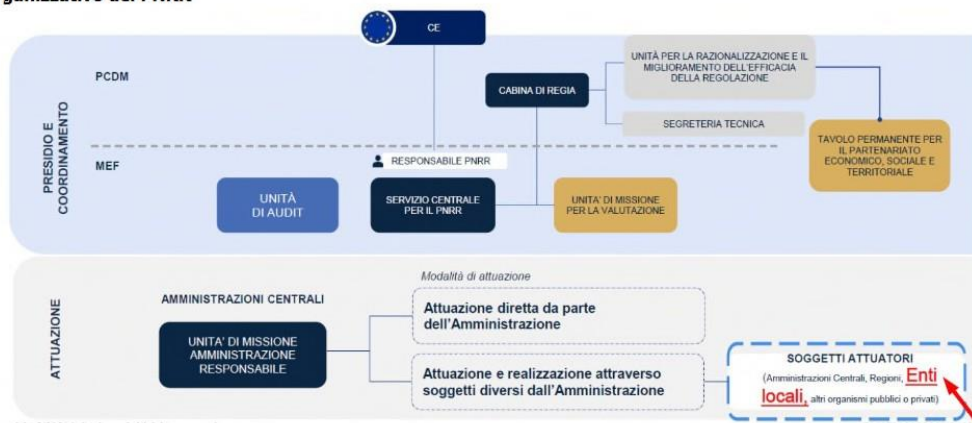 CE
PCDM
CABINA DI REGIA
UNITÀ PER LA RAZIONALIZZAZIONE E IL
MIGLIORAMENTO DELL'EFFICACIA
DELLA REGOLAZIONE
SEGRETERIA TECNICA
TAVOLO PERMANENTE PER
IL PARTENARIATO
ECONOMICO, SOCIALE E
TERRITORIALE
PRESIDIO E
COORDINAMENTO
MEF
RESPONSABILE PNRR
UNITÀ
DI AUDIT
SERVIZIO CENTRALE
PER IL PNRR
UNITA' DI MISSIONE
PER LA VALUTAZIONE
ATTUAZIONE
AMMINISTRAZIONI CENTRALI
UNITA' DI MISSIONE
AMMINISTRAZIONE
RESPONSABILE
Modalità di attuazione
Attuazione diretta da parte
dell'Amministrazione
Attuazione e realizzazione attraverso
soggetti diversi dall'Amministrazione
SOGGETTI ATTUATORI
(Amministrazioni Centrali, Regioni, Enti
locali, altri organismi pubblici o privati)